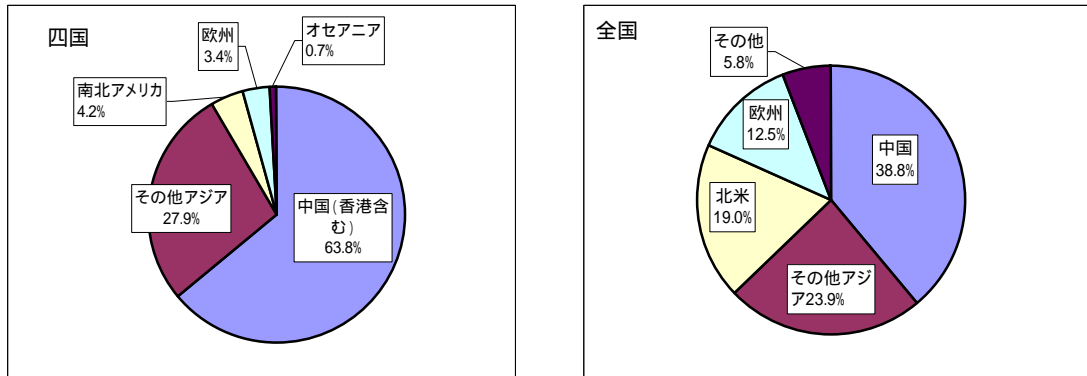 四国
欧州
3.4%
オセアニア
0.7%
南北アメリカ
4.2%
その他アジア
27.9%
中国(香港含
む)
63.8%
全国
その他
5.8%
欧州
12.5%
中国
38.8%
北米
19.0%
その他アジ
ア23.9%